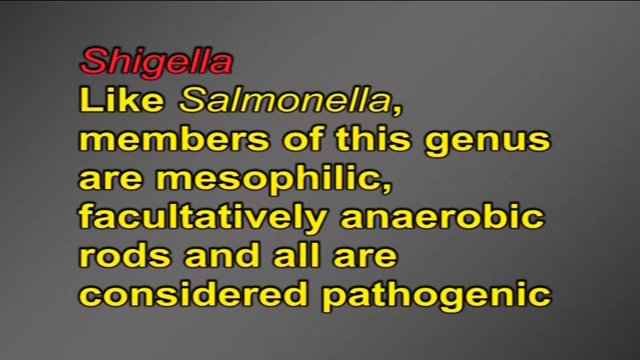 Shigella
Like Salmonella,
members of this genus
are mesophilic,
facultatively anaerobic
rods and all are
considered pathogenic